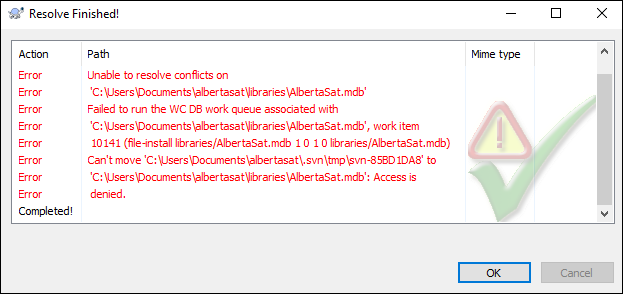 Resolve Finished!
Action Path Mime type
Error Unable to resolve conflicts on
Error 'C:\Users\Documents\albertasat\libraries\AlbertaSat.mdb'
Error Failed to run the WC DB work queue associated with
Error 'C:\Users\Documents\albertasat\libraries\AlbertaSat.mdb', work item
Error 10141 (file-install libraries/AlbertaSat.mdb 1 0 1 0 libraries/AlbertaSat.mdb)
Error Can't move 'C:\Users\Documents\albertasat\.svn\tmp\svn-85BD1DA8' to
Error 'C:\Users\Documents\albertasat\libraries\AlbertaSat.mdb': Access is
Error denied.
Completed!
OK Cancel